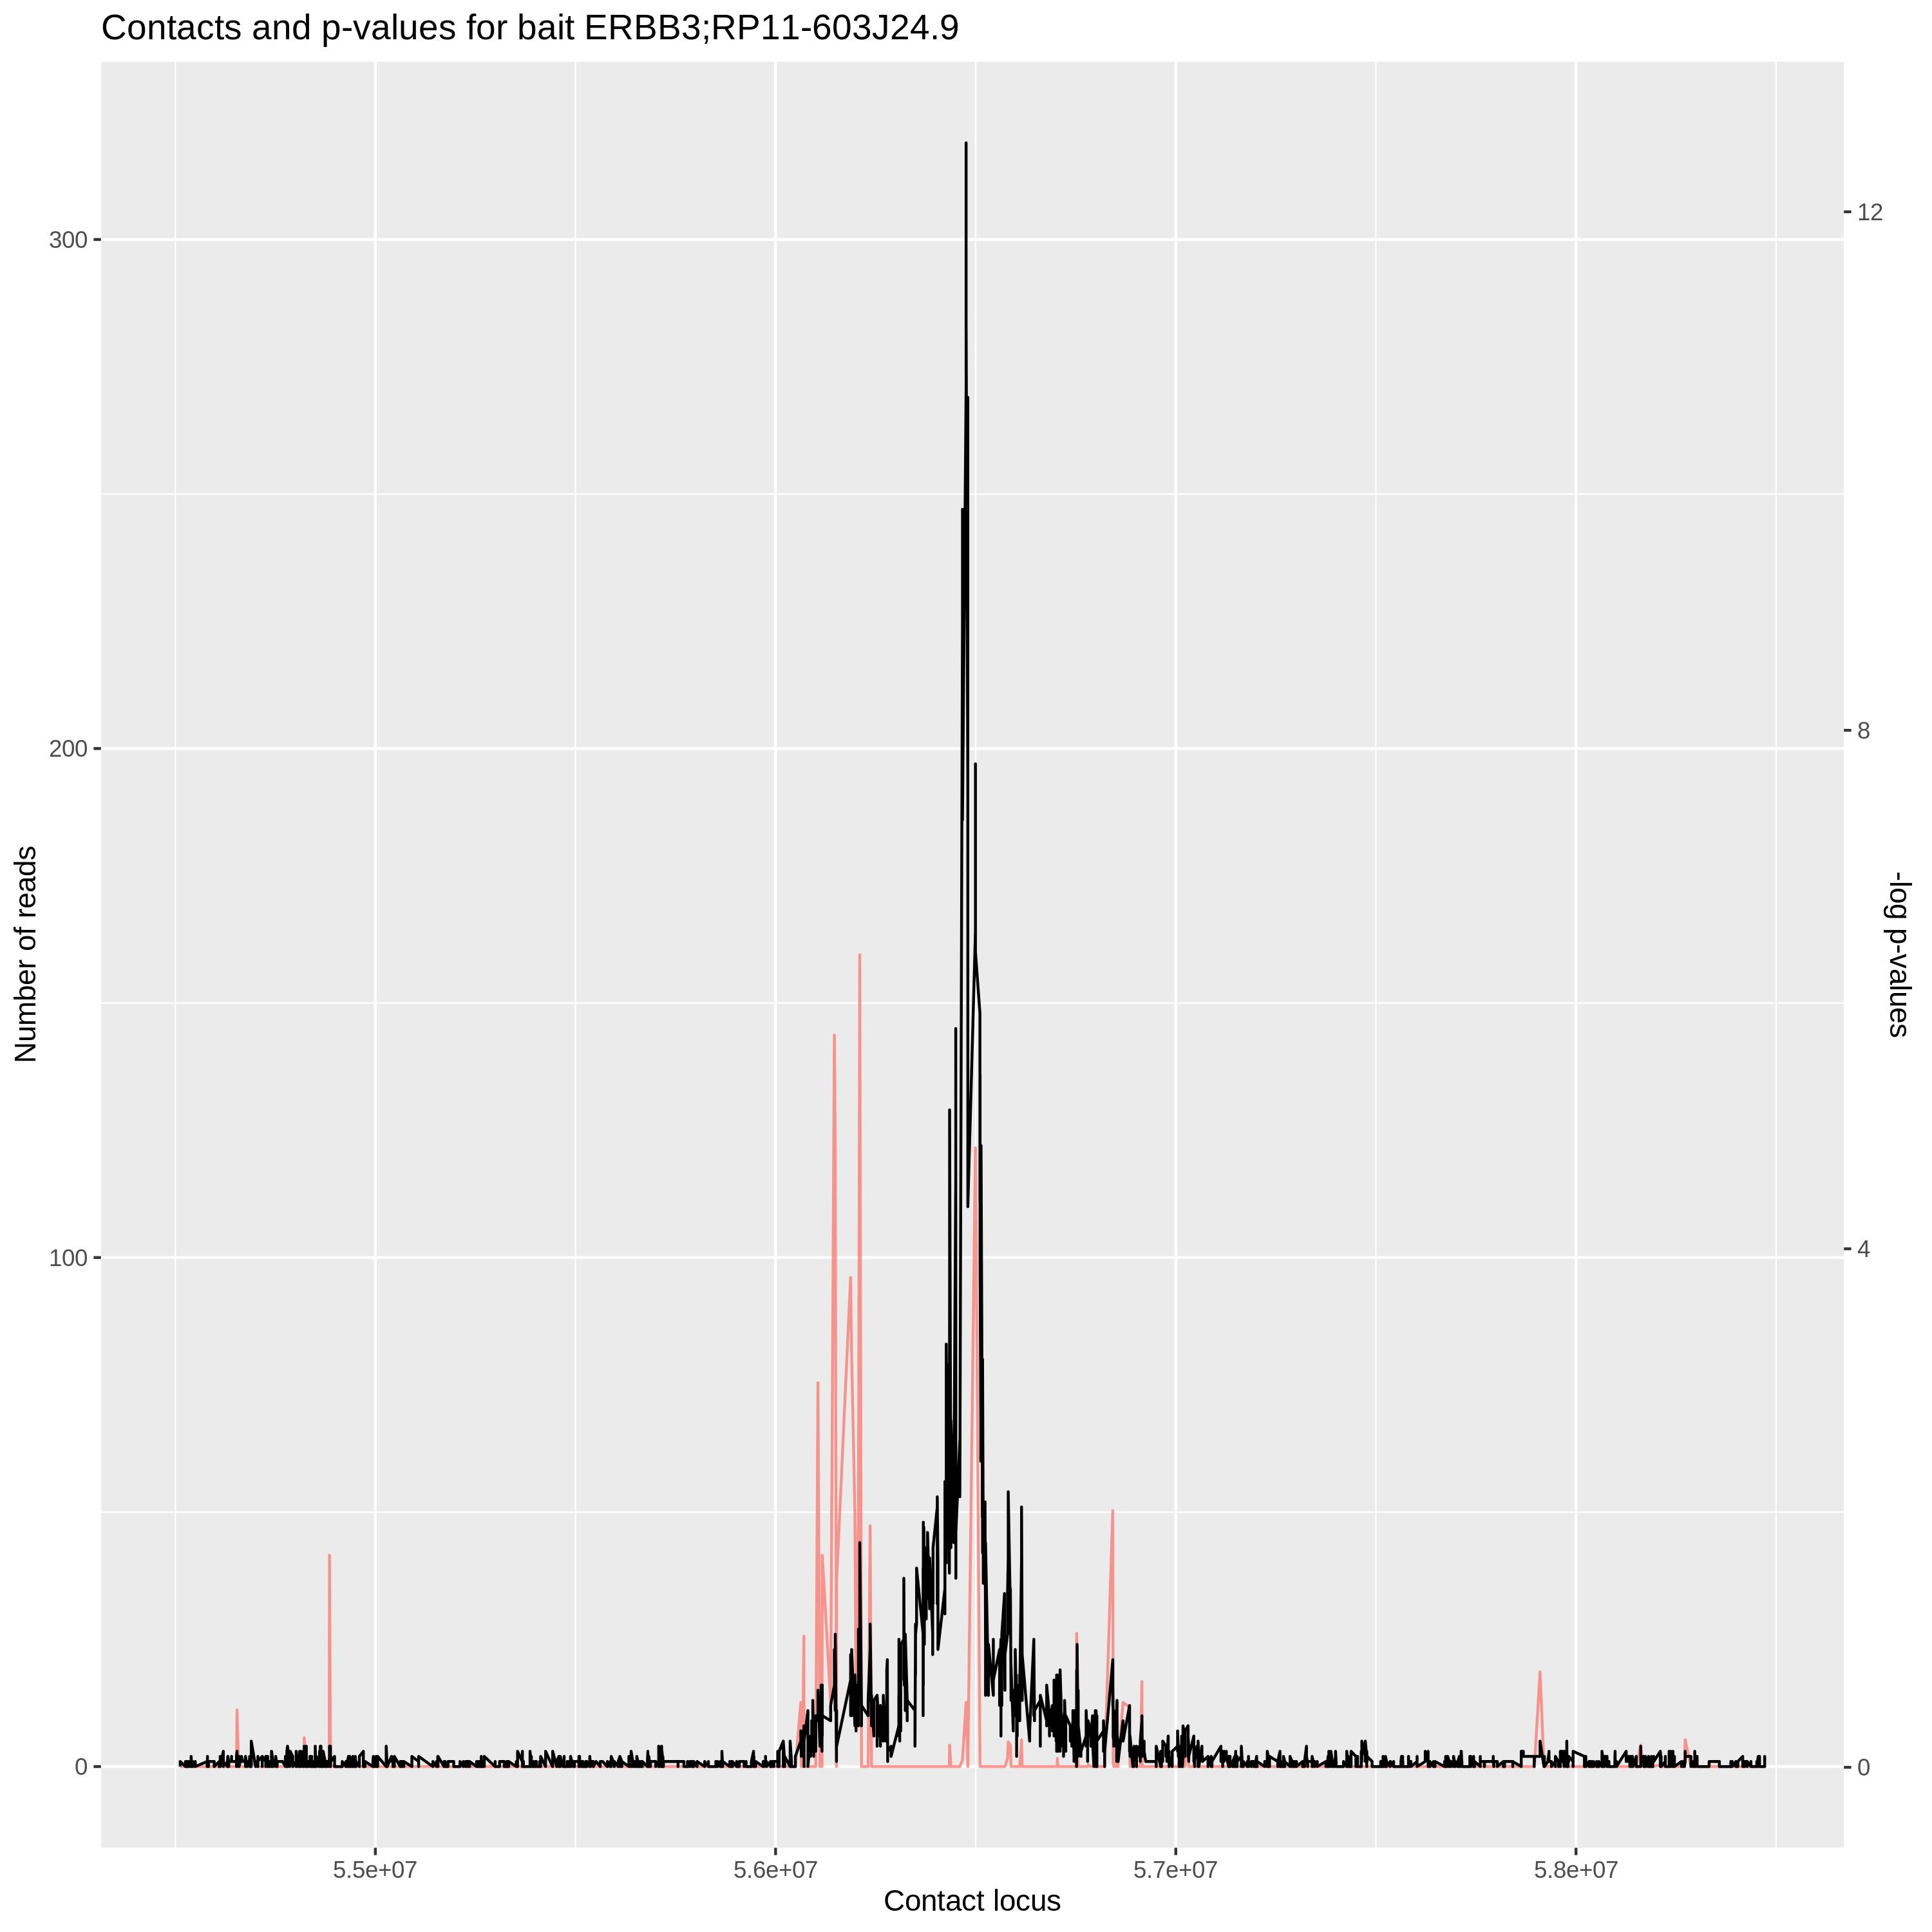 Contacts and p-values for bait ERBB3;RP11-603J24.9
Number of reads
300
200
100
0
12
8
4
0
-log p-values
5.5e+07 5.6e+07 5.7e+07 5.8e+07
Contact locus